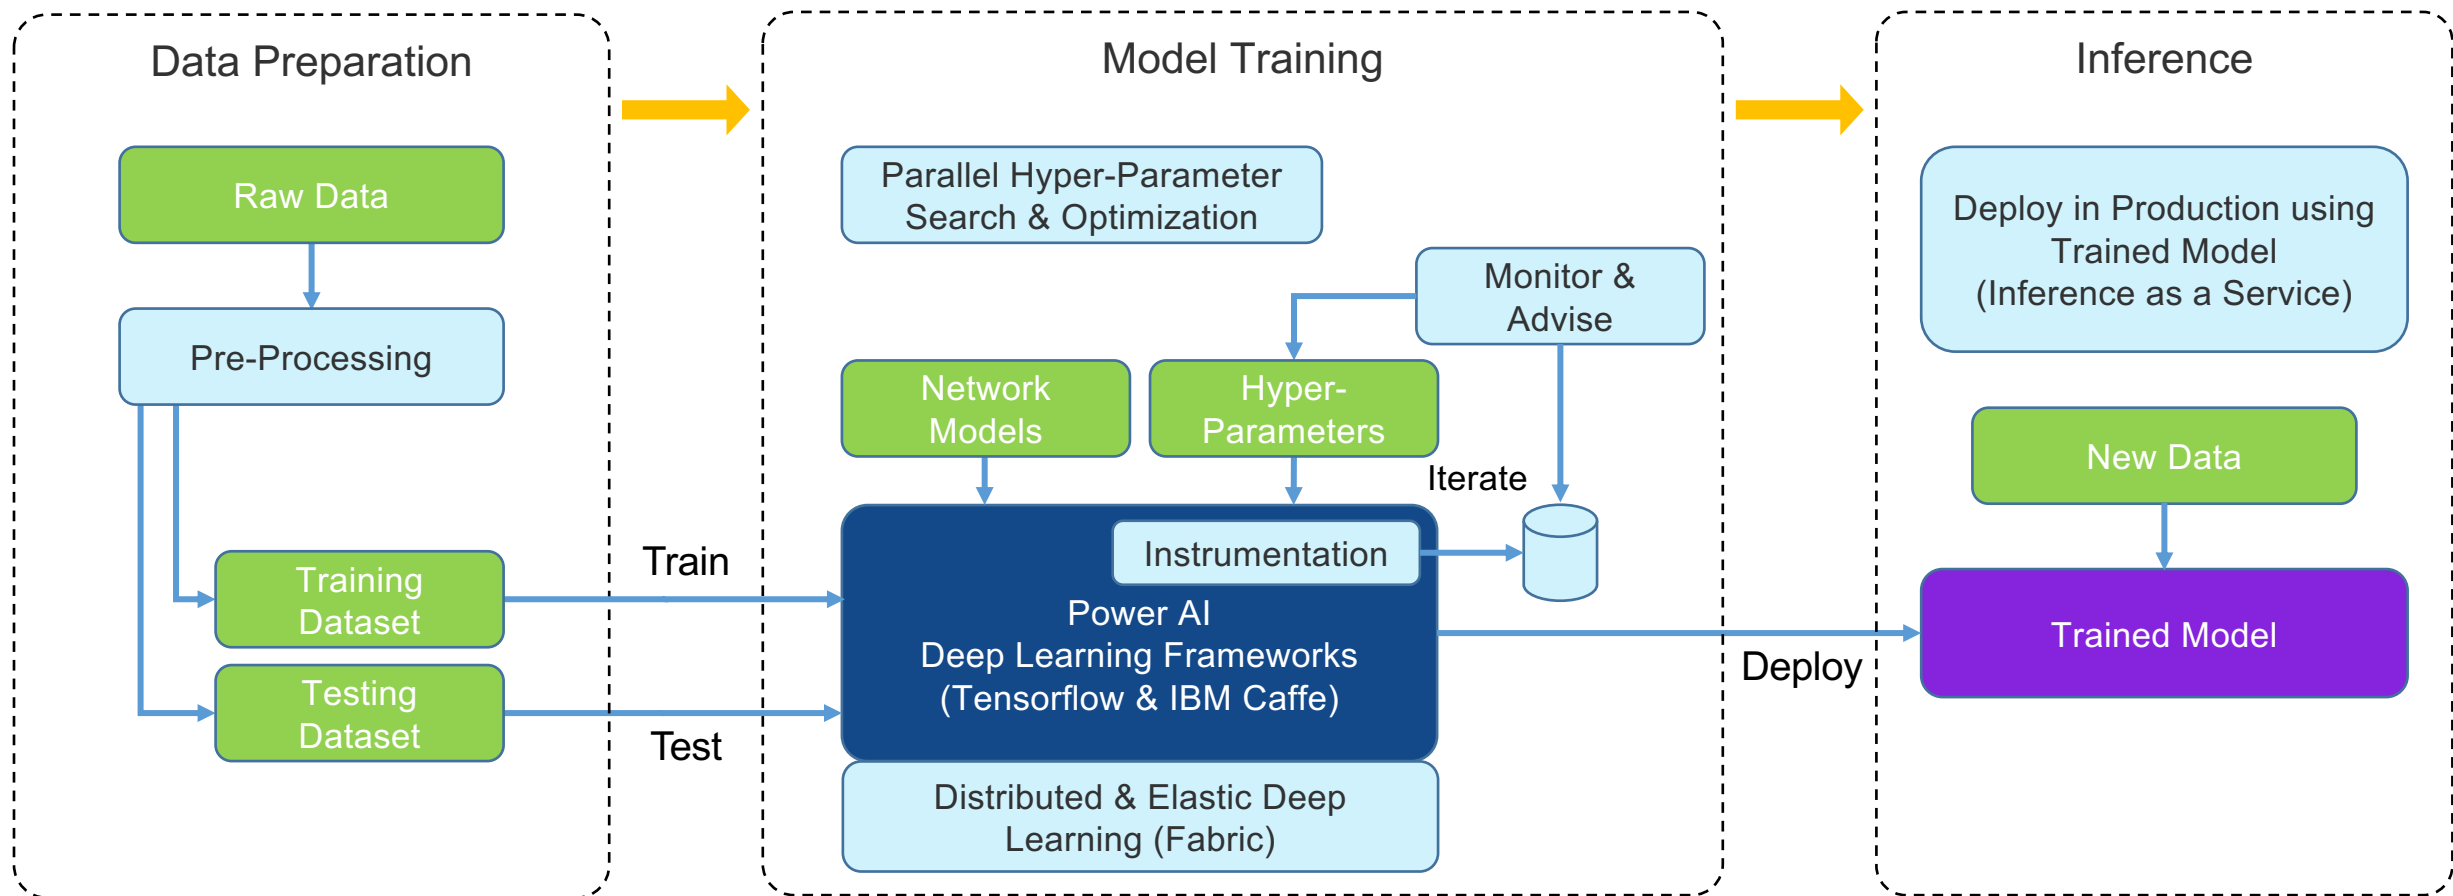 Data Preparation
Raw Data
Pre-Processing
Training
Dataset
Testing
Dataset
Train
Test
Model Training
Parallel Hyper-Parameter
Search & Optimization
Monitor &
Advise
Network
Models
Hyper-
Parameters
Iterate
Instrumentation
Power AI
Deep Learning Frameworks
(Tensorflow & IBM Caffe)
Distributed & Elastic Deep
Learning (Fabric)
Deploy
Inference
Deploy in Production using
Trained Model
(Inference as a Service)
New Data
Trained Model